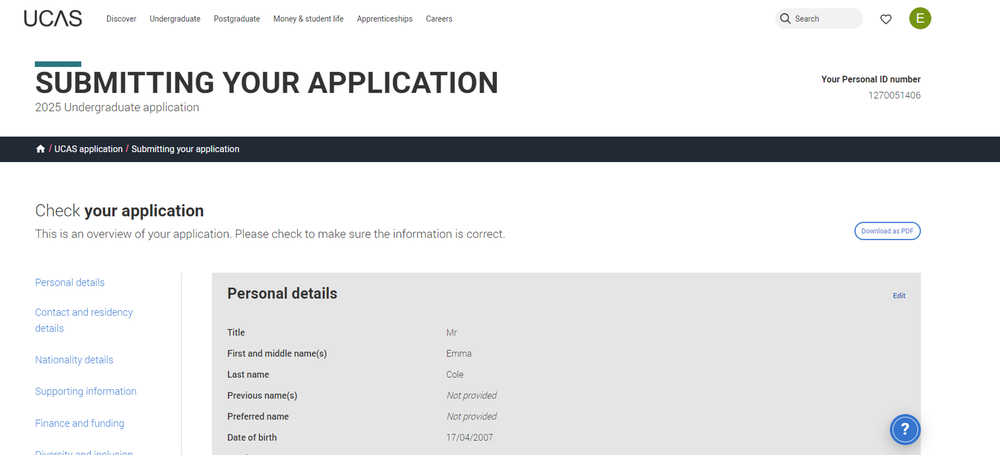 UCAS
Discover Undergraduate Postgraduate Money & student life Apprenticeships Careers
Search
E
SUBMITTING YOUR APPLICATION
2025 Undergraduate application
Your Personal ID number
1270051406
/ UCAS application / Submitting your application
Check your application
This is an overview of your application. Please check to make sure the information is correct.
Download as PDF
Personal details
Contact and residency
details
Nationality details
Supporting information
Finance and funding
Diversity and inclusion
Personal details
Edit
Title Mr
First and middle name(s) Emma
Last name Cole
Previous name(s) Not provided
Preferred name Not provided
Date of birth 17/04/2007
?